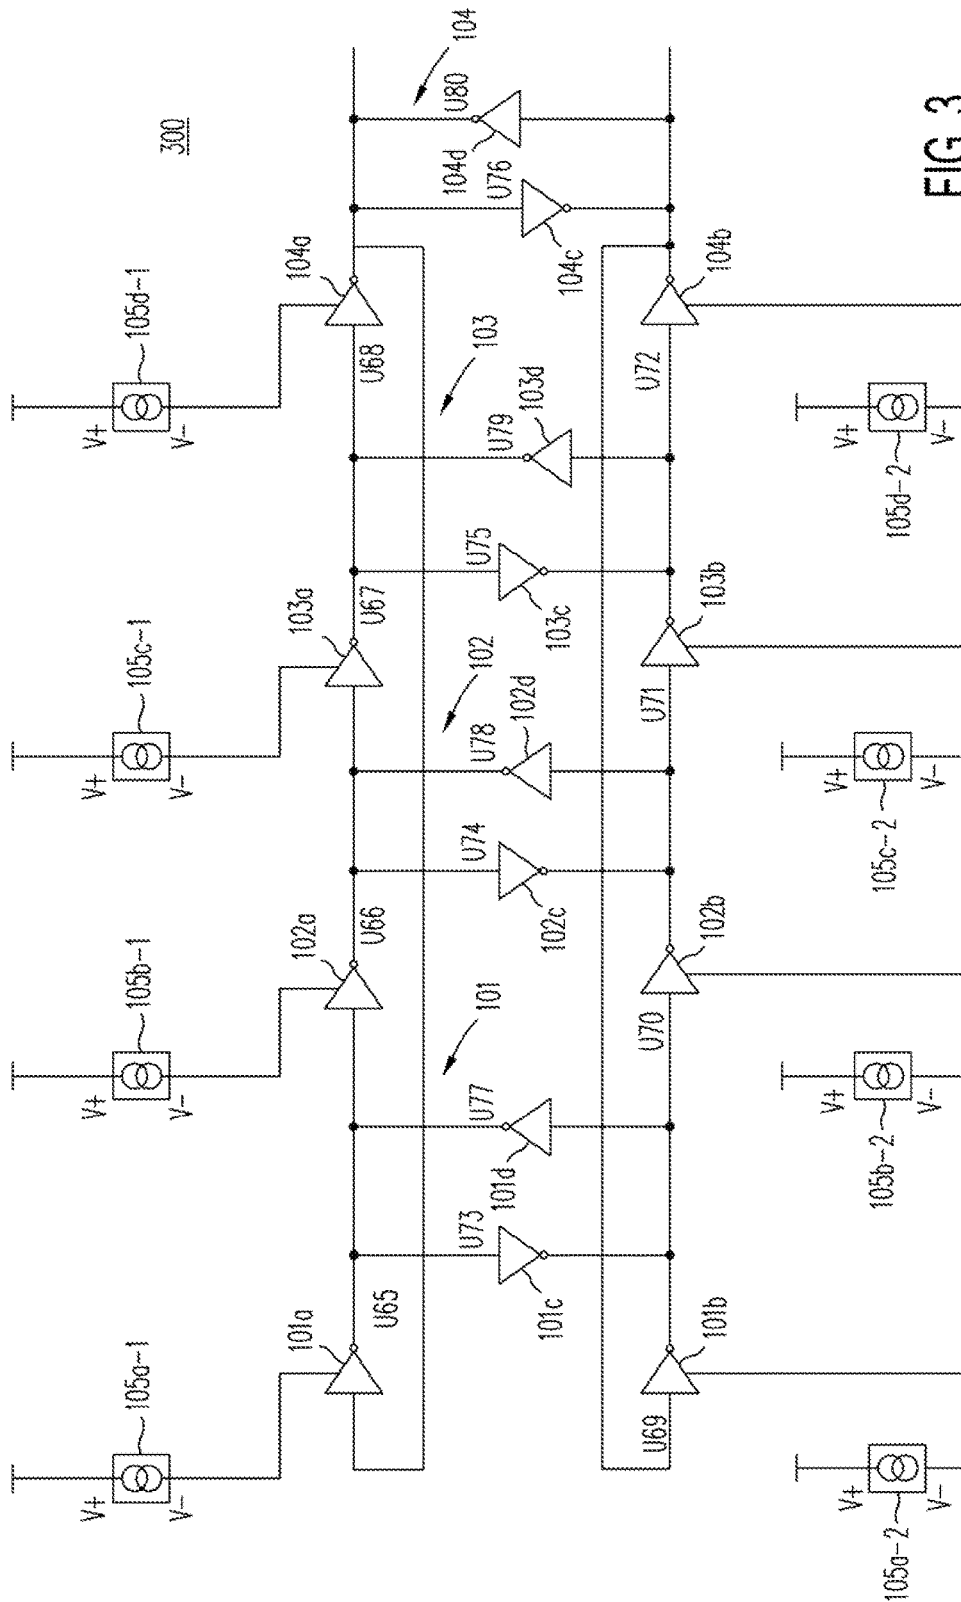 300
105a-1
V+
V-
105b-1
V+
V-
105c-1
V+
V-
105d-1
V+
V-
101a
U65
102a
U66
103a
U67
104a
U68
101
102
103
104
U73
101c
U77
101d
U74
102c
U78
102d
U75
103c
U79
103d
U76
104c
U80
104d
U69
101b
U70
102b
U71
103b
U72
104b
V+
V-
105a-2
V+
V-
105b-2
V+
V-
105c-2
V+
V-
105d-2
FIG 3